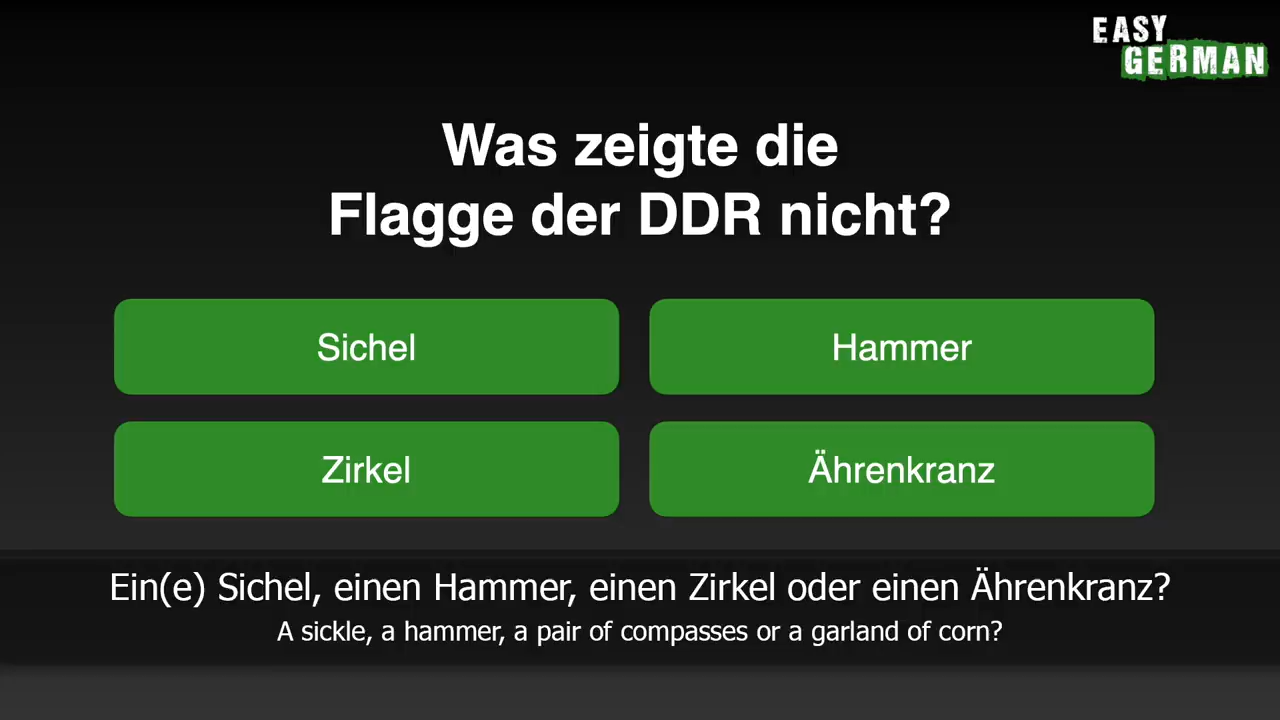 EASY
GERMAN
Was zeigte die
Flagge der DDR nicht?
Sichel
Hammer
Zirkel
Ährenkranz
Ein(e) Sichel, einen Hammer, einen Zirkel oder einen Ährenkranz?
A sickle, a hammer, a pair of compasses or a garland of corn?